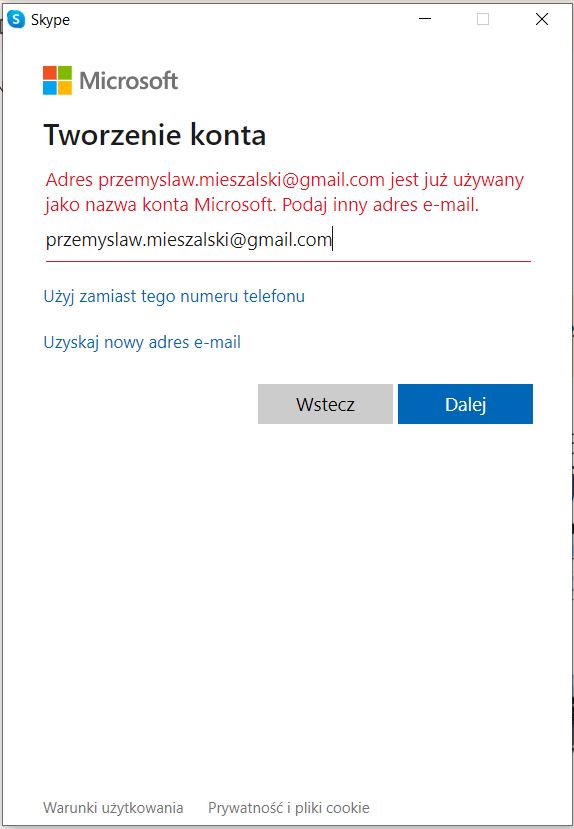 Skype
Microsoft
Tworzenie konta
Adres przemyslaw.mieszalski@gmail.com jest już używany
jako nazwa konta Microsoft. Podaj inny adres e-mail.
przemyslaw.mieszalski@gmail.com
Użyj zamiast tego numeru telefonu
Uzyskaj nowy adres e-mail
Wstecz Dalej
Warunki użytkowania Prywatność i pliki cookie